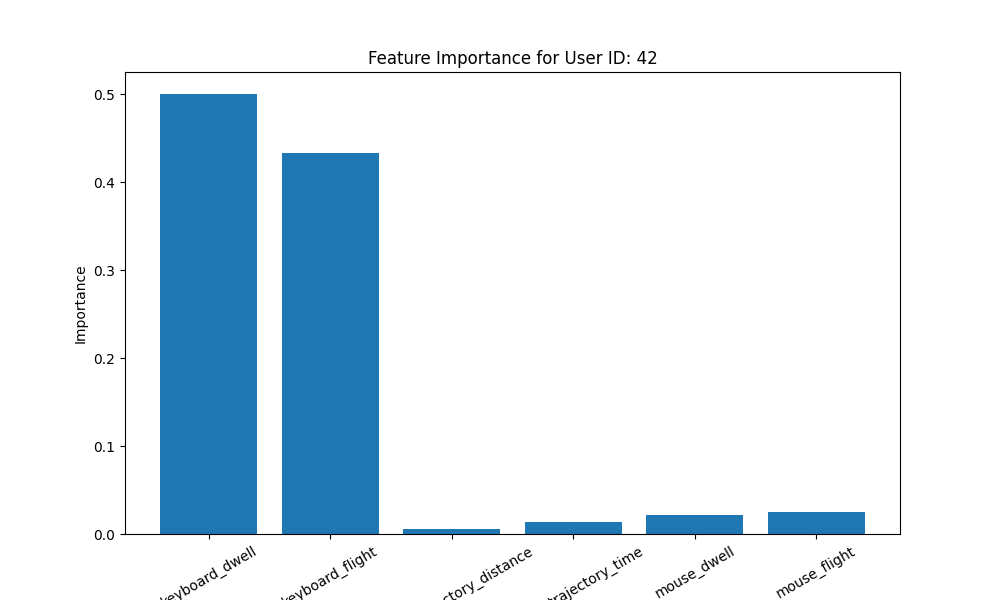 Feature Importance for User ID: 42
Importance
0.5
0.4
0.3
0.2
0.1
0.0
keyboard_dwell
keyboard_flight
ctory_distance
trajectory_time
mouse_dwell
mouse_flight